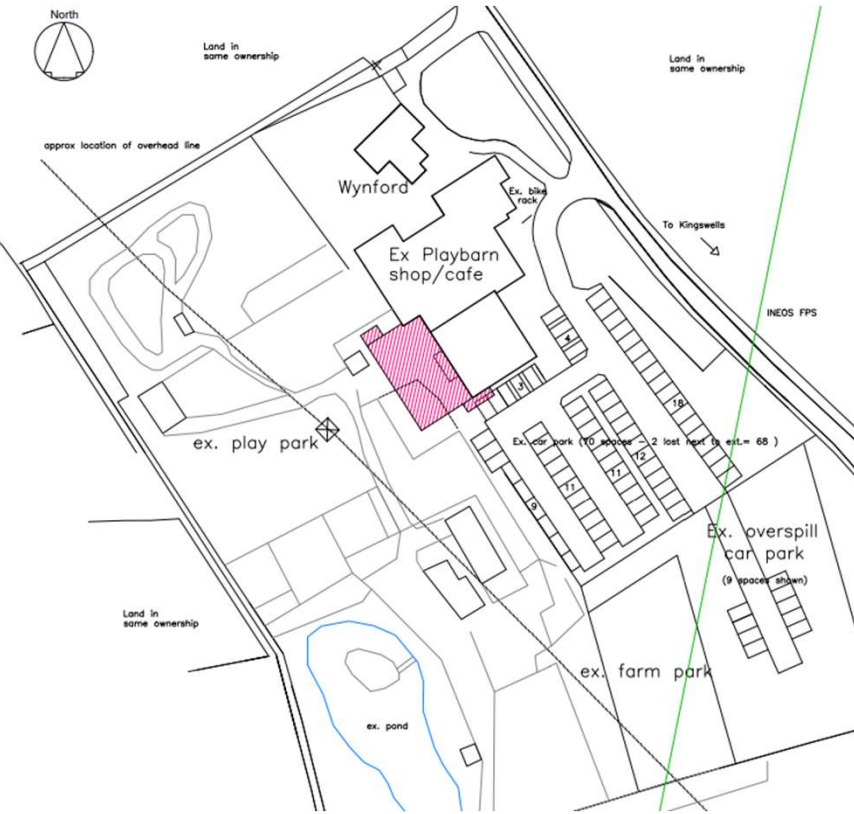 North
Land in
same ownership
Land in
same ownership
approx location of overhead line
Wynford
Ex. bike
rack
To Kingswells
Ex Playbarn
shop/cafe
INEOS FPS
4
3
18
ex. play park
Ex. car park (70 spaces - 2 lost next to ext.= 68 )
12
11
11
9
Ex. overspill
car park
(9 spaces shown)
Land in
same ownership
ex. farm park
ex. pond